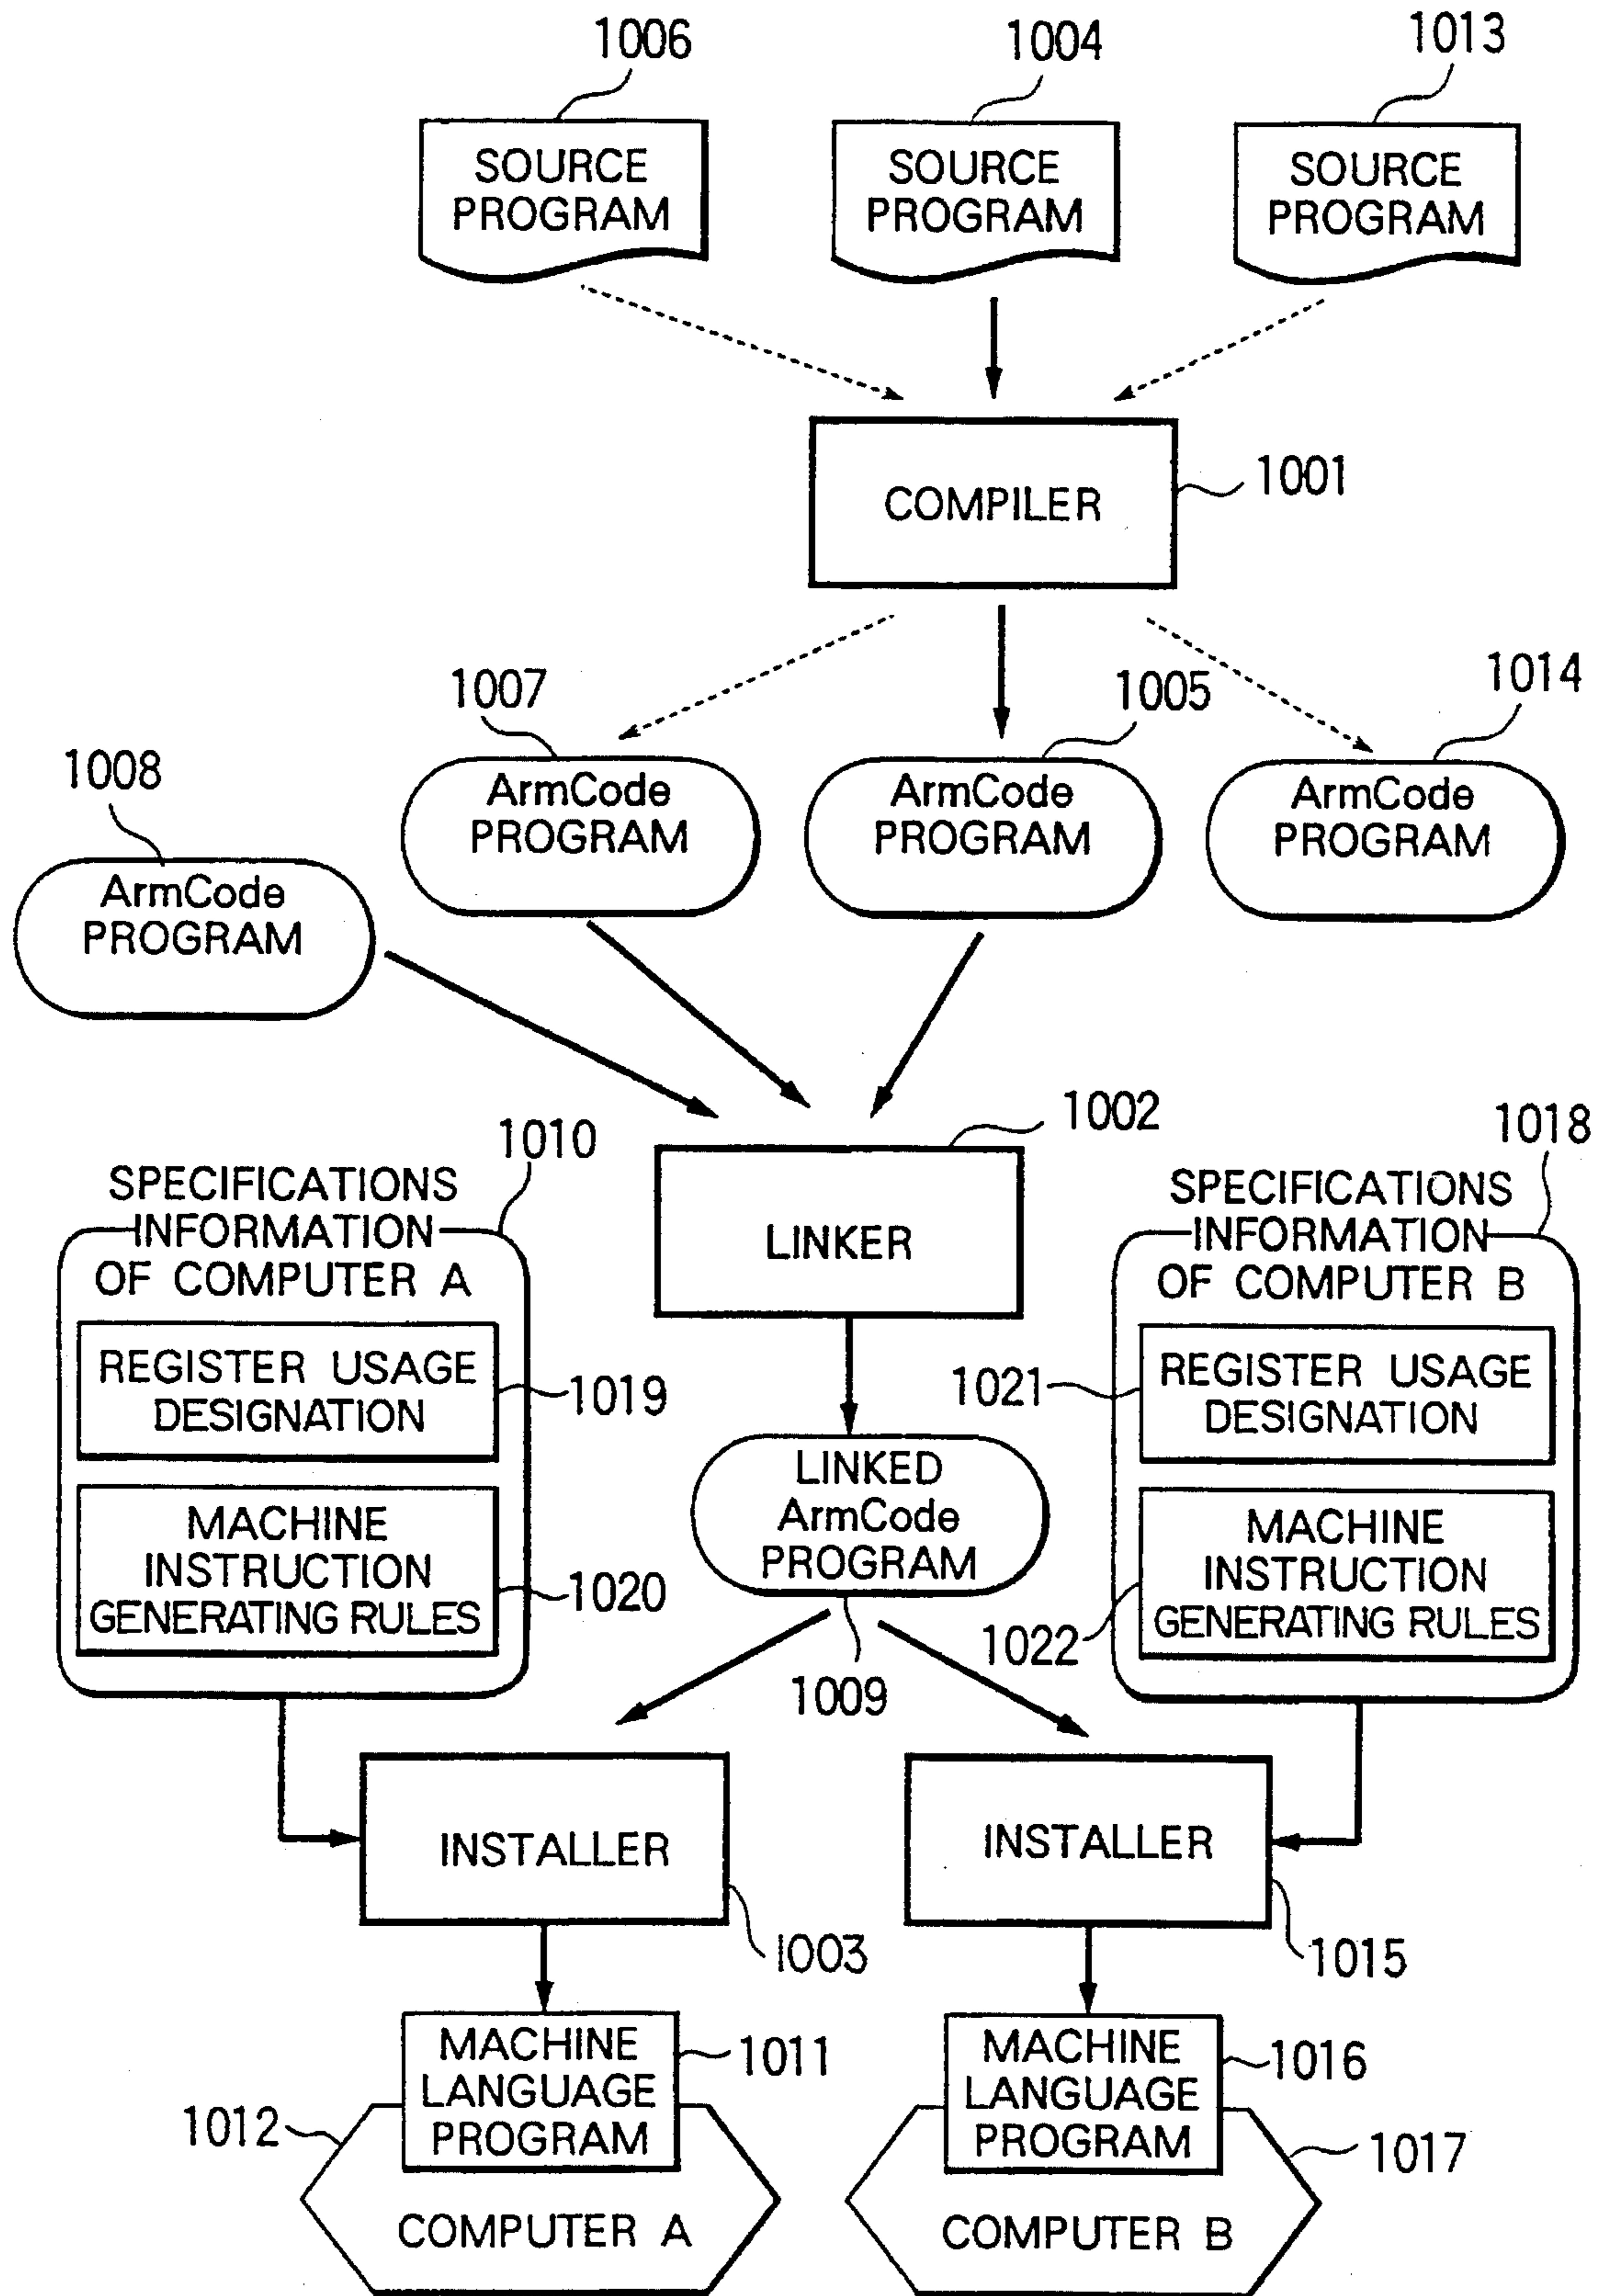 1006
1004
1013
SOURCE
PROGRAM
SOURCE
PROGRAM
SOURCE
PROGRAM
COMPILER
1001
1007
1005
1014
1008
ArmCode
PROGRAM
ArmCode
PROGRAM
ArmCode
PROGRAM
ArmCode
PROGRAM
1002
1010
1018
SPECIFICATIONS
INFORMATION
OF COMPUTER A
LINKER
SPECIFICATIONS
INFORMATION
OF COMPUTER B
REGISTER USAGE
DESIGNATION
1019
1021
REGISTER USAGE
DESIGNATION
LINKED
ArmCode
PROGRAM
MACHINE
INSTRUCTION
GENERATING RULES
1020
1022
MACHINE
INSTRUCTION
GENERATING RULES
1009
INSTALLER
INSTALLER
1003
1015
MACHINE
LANGUAGE
PROGRAM
1011
MACHINE
LANGUAGE
PROGRAM
1016
1012
1017
COMPUTER A
COMPUTER B